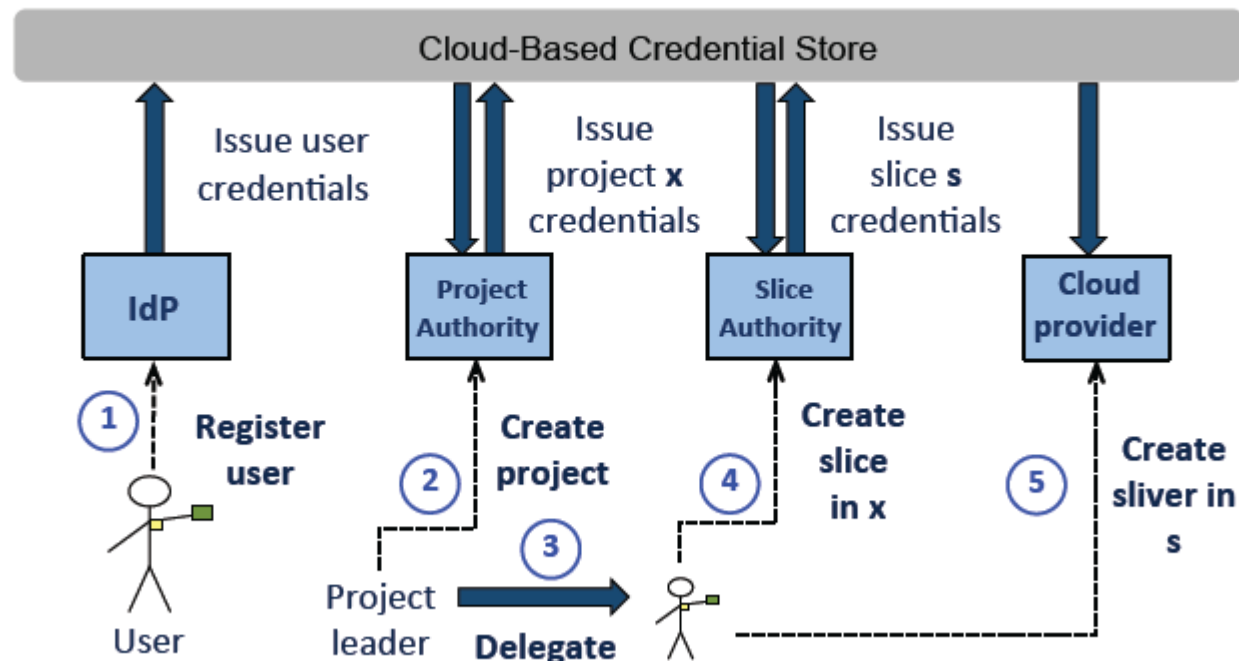 Cloud-Based Credential Store
Issue user
credentials
Issue
project x
credentials
Issue
slice s
credentials
IdP
Project
Authority
Slice
Authority
Cloud
provider
1
Register
user
2
Create
project
4
Create
slice
in x
5
Create
sliver in
s
3
User
Project
leader
Delegate